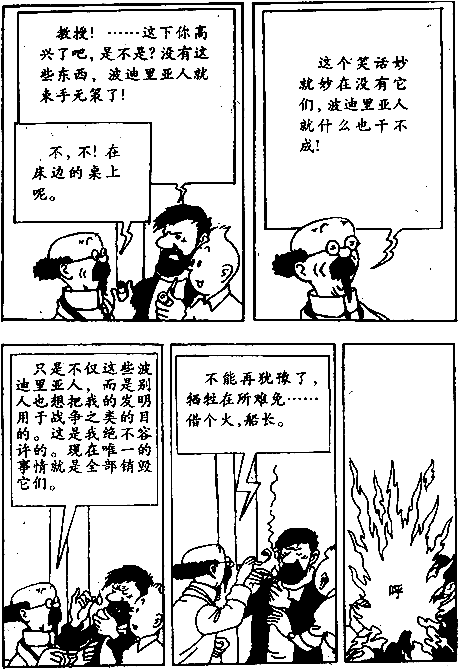 教授！……这下你高
兴了吧，是不是？没有这
些东西，波迪里亚人就
束手无策了！
不，不！在
床边的桌上
呢。
这个笑话妙
就妙在没有它
们，波迪里亚人
就什么也干不
成！
只是不仅这些波
迪里亚人，而是别
人也想把我的发明
用于战争之类的目
的。这是我绝不容
许的。现在唯一的
事情就是全部销毁
它们。
不能再犹豫了，
牺牲在所难免……
借个火，船长。
呼